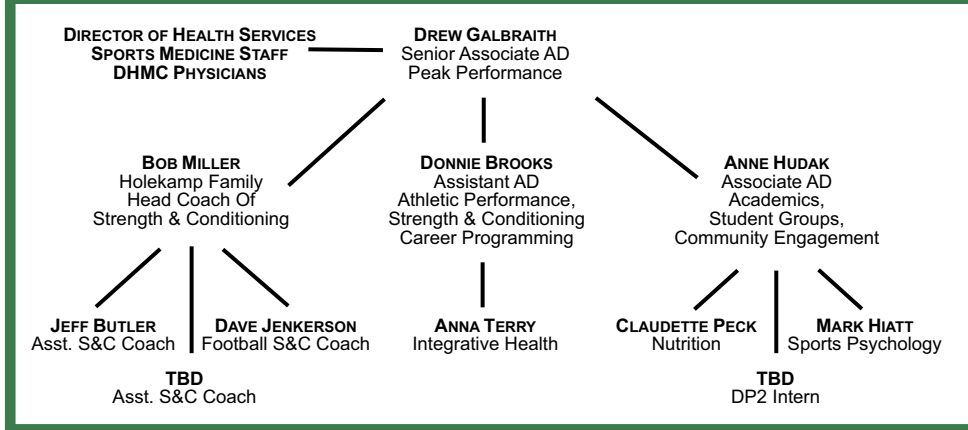 DIRECTOR OF HEALTH SERVICES
SPORTS MEDICINE STAFF
DHMC PHYSICIANS
DREW GALBRAITH
Senior Associate AD
Peak Performance
BOB MILLER
Holekamp Family
Head Coach Of
Strength & Conditioning
DONNIE BROOKS
Assistant AD
Athletic Performance,
Strength & Conditioning
Career Programming
ANNE HUDAK
Associate AD
Academics,
Student Groups,
Community Engagement
JEFF BUTLER
Asst. S&C Coach
DAVE JENKERSON
Football S&C Coach
TBD
Asst. S&C Coach
ANNA TERRY
Integrative Health
CLAUDETTE PECK
Nutrition
MARK HIATT
Sports Psychology
TBD
DP2 Intern